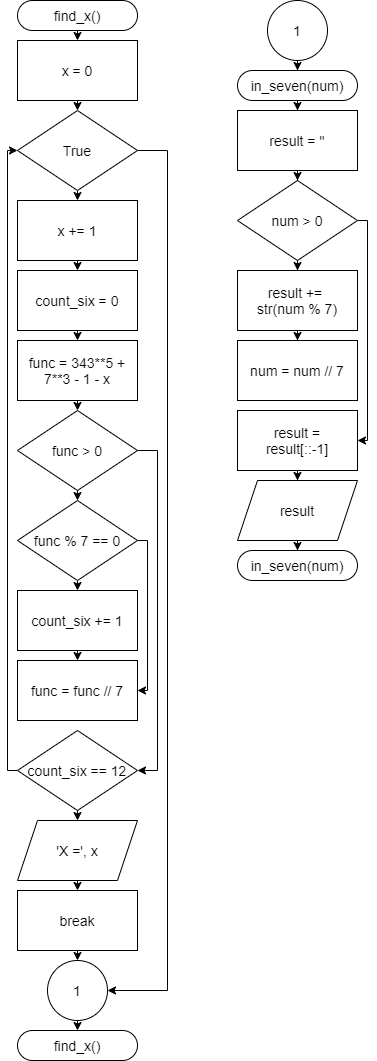 find_x()
x = 0
True
x += 1
count_six = 0
func = 343**5 +
7**3 - 1 - x
func > 0
func % 7 == 0
count_six += 1
func = func // 7
count_six == 12
'X =', x
break
1
find_x()
1
in_seven(num)
result = ''
num > 0
result +=
str(num % 7)
num = num // 7
result =
result[::-1]
result
in_seven(num)